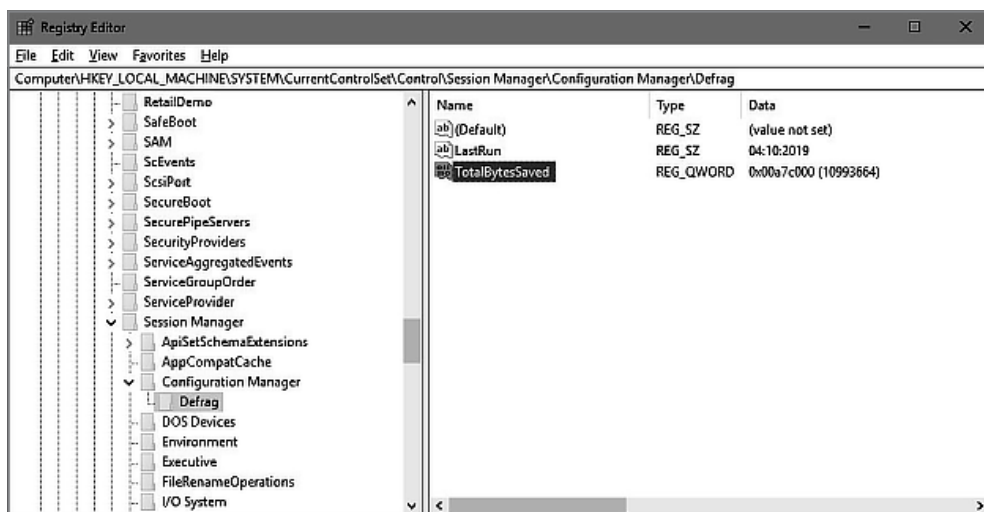 Registry Editor
File Edit View Favorites Help
Computer\HKEY_LOCAL_MACHINE\SYSTEM\CurrentControlSet\Control\Session Manager\Configuration Manager\Defrag
RetailDemo
SafeBoot
SAM
ScEvents
ScsiPort
SecureBoot
SecurePipeServers
SecurityProviders
ServiceAggregatedEvents
ServiceGroupOrder
ServiceProvider
Session Manager
ApiSetSchemaExtensions
AppCompatCache
Configuration Manager
Defrag
DOS Devices
Environment
Executive
FileRenameOperations
I/O System
Name Type Data
(Default) REG_SZ (value not set)
LastRun REG_SZ 04:10:2019
TotalBytesSaved REG_QWORD 0x00a7c000 (10993664)